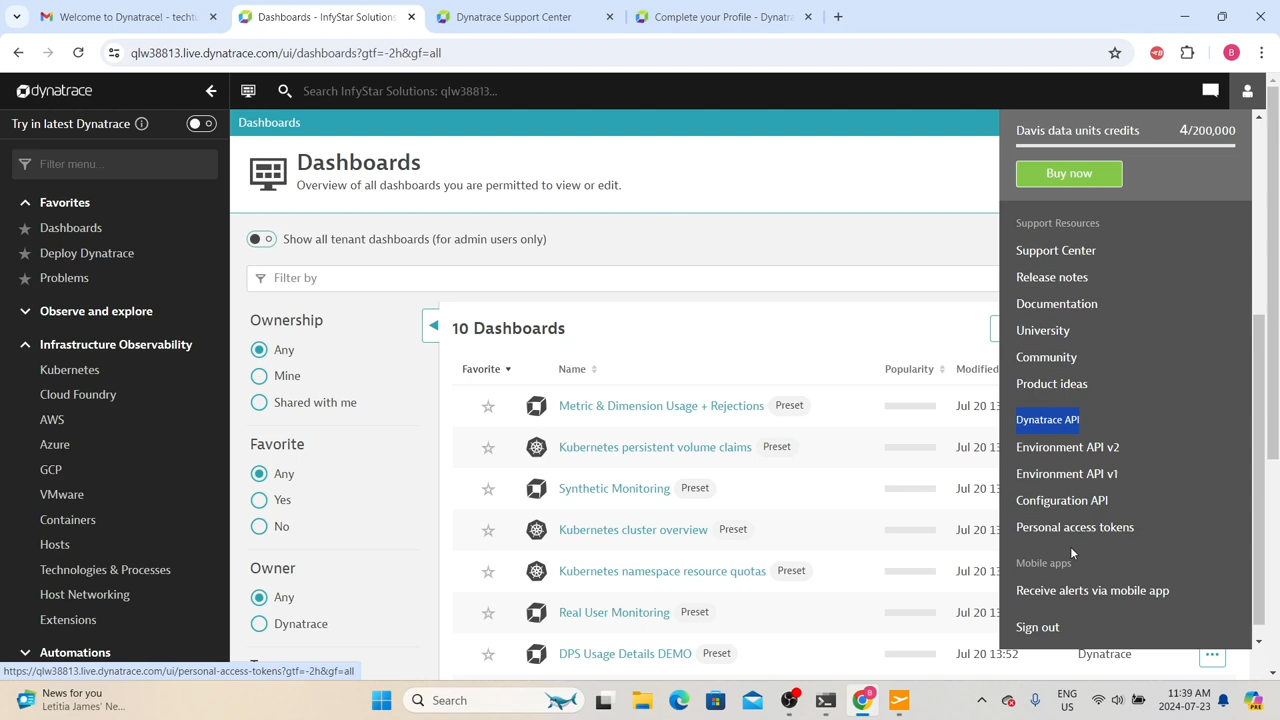 Welcome to Dynatrace! - techtu
Dashboards - InfyStar Solutions
Dynatrace Support Center
Complete your Profile - Dynatra
qlw38813.live.dynatrace.com/ui/dashboards?gtf=-2h&gf=all
B
dynatrace
Search InfyStar Solutions: qlw38813...
Try in latest Dynatrace
Filter menu...
Favorites
Dashboards
Deploy Dynatrace
Problems
Observe and explore
Infrastructure Observability
Kubernetes
Cloud Foundry
AWS
Azure
GCP
VMware
Containers
Hosts
Technologies & Processes
Host Networking
Extensions
Automations
Dashboards
Dashboards
Overview of all dashboards you are permitted to view or edit.
Show all tenant dashboards (for admin users only)
Filter by
Ownership
Any
Mine
Shared with me
Favorite
Any
Yes
No
Owner
Any
Dynatrace
10 Dashboards
Favorite Name Popularity Modified
Metric & Dimension Usage + Rejections Preset Jul 20 13
Kubernetes persistent volume claims Preset Jul 20 13
Synthetic Monitoring Preset Jul 20 13
Kubernetes cluster overview Preset Jul 20 13
Kubernetes namespace resource quotas Preset Jul 20 13
Real User Monitoring Preset Jul 20 13
DPS Usage Details DEMO Preset Jul 20 13:52 Dynatrace
Davis data units credits 4/200,000
Buy now
Support Resources
Support Center
Release notes
Documentation
University
Community
Product ideas
Dynatrace API
Environment API v2
Environment API v1
Configuration API
Personal access tokens
Mobile apps
Receive alerts via mobile app
Sign out
https://qlw38813.live.dynatrace.com/ui/personal-access-tokens?gtf=-2h&gf=all
News for you
Letitia James' Ne...
Search
ENG
US
11:39 AM
2024-07-23